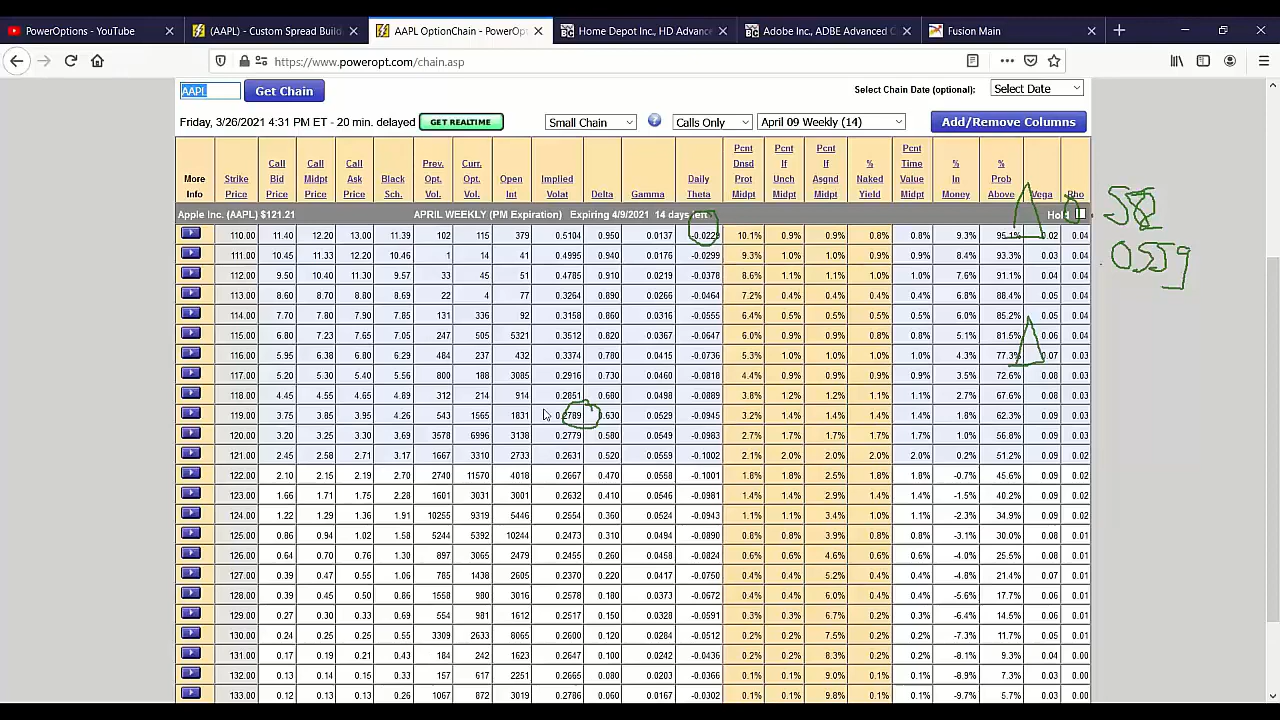 PowerOptions - YouTube (AAPL) - Custom Spread Build AAPL OptionChain - PowerOp Home Depot Inc., HD Advance Adobe Inc., ADBE Advanced C Fusion Main
https://www.poweropt.com/chain.asp
AAPL Get Chain Select Chain Date (optional): Select Date
Friday, 3/26/2021 4:31 PM ET - 20 min. delayed GET REALTIME Small Chain Calls Only April 09 Weekly (14) Add/Remove Columns
More Info Strike Price Call Bid Price Call Midpt Price Call Ask Price Black Sch. Prev. Opt. Vol. Curr. Opt. Vol. Open Int Implied Volat Delta Gamma Daily Theta Pcnt Dnsd Prot Midpt Pcnt If Unch Midpt Pcnt If Asgnd Midpt % Naked Yield Pcnt Time Value Midpt % In Money % Prob Above Vega Rho
Apple Inc. (AAPL) $121.21 APRIL WEEKLY (PM Expiration) Expiring 4/9/2021 14 days left Hold
.58
.0559
110.00 11.40 12.20 13.00 11.39 102 115 379 0.5104 0.950 0.0137 -0.0229 10.1% 0.9% 0.9% 0.8% 0.8% 9.3% 95.1% 0.02 0.04
111.00 10.45 11.33 12.20 10.46 1 14 41 0.4995 0.940 0.0176 -0.0299 9.3% 1.0% 1.0% 0.9% 0.9% 8.4% 93.3% 0.03 0.04
112.00 9.50 10.40 11.30 9.57 33 45 51 0.4785 0.910 0.0219 -0.0378 8.6% 1.1% 1.1% 1.0% 1.0% 7.6% 91.1% 0.04 0.04
113.00 8.60 8.70 8.80 8.69 22 4 77 0.3264 0.890 0.0266 -0.0464 7.2% 0.4% 0.4% 0.4% 0.4% 6.8% 88.4% 0.05 0.04
114.00 7.70 7.80 7.90 7.85 131 336 92 0.3158 0.860 0.0316 -0.0555 6.4% 0.5% 0.5% 0.5% 0.5% 6.0% 85.2% 0.05 0.04
115.00 6.80 7.23 7.65 7.05 247 505 5321 0.3512 0.820 0.0367 -0.0647 6.0% 0.9% 0.9% 0.8% 0.9% 5.1% 81.5% 0.06 0.04
116.00 5.95 6.38 6.80 6.29 484 237 432 0.3374 0.780 0.0415 -0.0736 5.3% 1.0% 1.0% 1.0% 1.0% 4.3% 77.3% 0.07 0.03
117.00 5.20 5.30 5.40 5.56 800 188 3085 0.2916 0.730 0.0460 -0.0818 4.4% 0.9% 0.9% 0.9% 0.9% 3.5% 72.6% 0.08 0.03
118.00 4.45 4.55 4.65 4.89 312 214 914 0.2851 0.680 0.0498 -0.0889 3.8% 1.2% 1.2% 1.1% 1.2% 2.7% 67.6% 0.08 0.03
119.00 3.75 3.85 3.95 4.26 543 1565 1831 0.2789 0.630 0.0529 -0.0945 3.2% 1.4% 1.4% 1.4% 1.4% 1.8% 62.3% 0.09 0.03
120.00 3.20 3.25 3.30 3.69 3578 6996 3138 0.2779 0.580 0.0549 -0.0983 2.7% 1.7% 1.7% 1.7% 1.7% 1.0% 56.8% 0.09 0.03
121.00 2.45 2.58 2.71 3.17 1667 3310 2733 0.2631 0.520 0.0559 -0.1002 2.1% 2.0% 2.0% 2.0% 2.0% 0.2% 51.2% 0.09 0.02
122.00 2.10 2.15 2.19 2.70 2740 11570 4018 0.2667 0.470 0.0558 -0.1001 1.8% 1.8% 2.5% 1.8% 1.8% -0.7% 45.6% 0.09 0.02
123.00 1.66 1.71 1.75 2.28 1601 3031 3001 0.2632 0.410 0.0546 -0.0981 1.4% 1.4% 2.9% 1.4% 1.4% -1.5% 40.2% 0.09 0.02
124.00 1.22 1.29 1.36 1.91 10255 9319 5446 0.2554 0.360 0.0524 -0.0943 1.1% 1.1% 3.4% 1.0% 1.1% -2.3% 34.9% 0.09 0.02
125.00 0.86 0.94 1.02 1.58 5244 5392 10244 0.2473 0.310 0.0494 -0.0890 0.8% 0.8% 3.9% 0.8% 0.8% -3.1% 30.0% 0.08 0.01
126.00 0.64 0.70 0.76 1.30 897 3065 2479 0.2455 0.260 0.0458 -0.0824 0.6% 0.6% 4.6% 0.6% 0.6% -4.0% 25.5% 0.08 0.01
127.00 0.39 0.47 0.55 1.06 765 1438 2605 0.2370 0.220 0.0417 -0.0750 0.4% 0.4% 5.2% 0.4% 0.4% -4.8% 21.4% 0.07 0.01
128.00 0.39 0.45 0.50 0.86 1558 980 3016 0.2578 0.180 0.0373 -0.0672 0.4% 0.4% 6.0% 0.4% 0.4% -5.6% 17.7% 0.06 0.01
129.00 0.27 0.30 0.33 0.69 554 981 1612 0.2517 0.150 0.0328 -0.0591 0.3% 0.3% 6.7% 0.2% 0.3% -6.4% 14.5% 0.06 0.01
130.00 0.24 0.25 0.25 0.55 3309 2633 8065 0.2600 0.120 0.0284 -0.0512 0.2% 0.2% 7.5% 0.2% 0.2% -7.3% 11.7% 0.05 0.01
131.00 0.17 0.19 0.21 0.43 184 242 1623 0.2647 0.100 0.0242 -0.0436 0.2% 0.2% 8.3% 0.2% 0.2% -8.1% 9.3% 0.04 0.00
132.00 0.13 0.14 0.15 0.34 157 617 2251 0.2665 0.080 0.0203 -0.0366 0.1% 0.1% 9.0% 0.1% 0.1% -8.9% 7.3% 0.04 0.00
133.00 0.12 0.13 0.13 0.26 1067 872 3019 0.2786 0.060 0.0167 -0.0302 0.1% 0.1% 9.8% 0.1% 0.1% -9.7% 5.7% 0.03 0.00